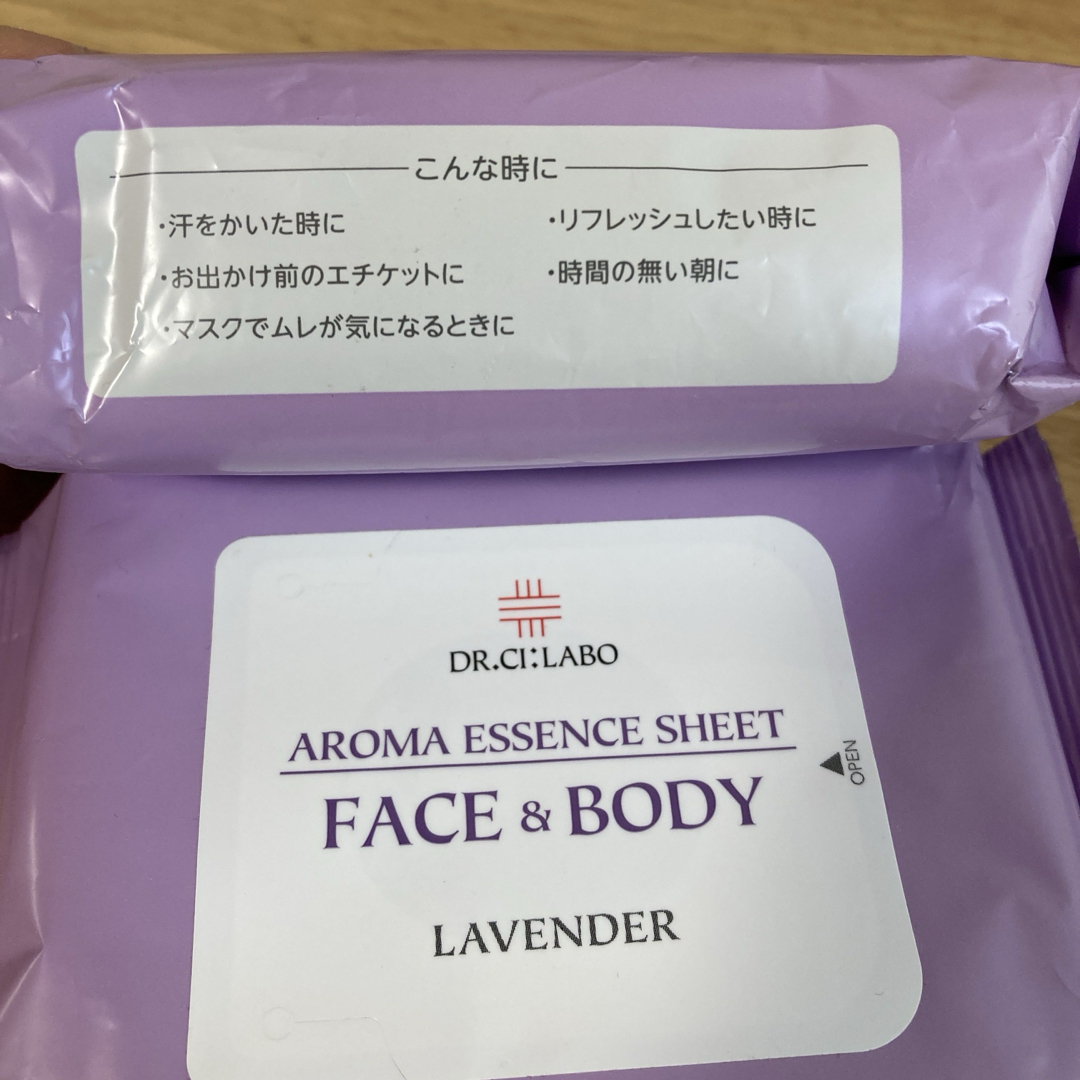 こんな時に
・汗をかいた時に
・リフレッシュしたい時に
・お出かけ前のエチケットに
・時間の無い朝に
・マスクでムレが気になるときに
DR.CI:LABO
AROMA ESSENCE SHEET
FACE & BODY
OPEN
LAVENDER